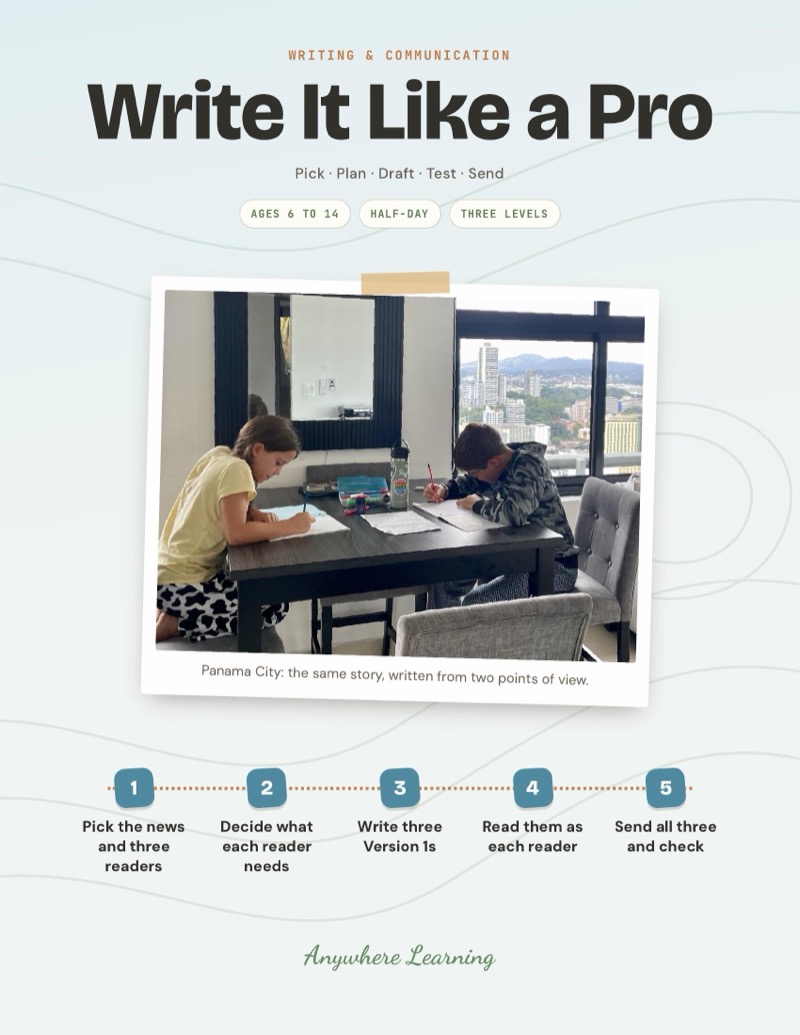 WRITING & COMMUNICATION
Write It Like a Pro
Pick · Plan · Draft · Test · Send
AGES 6 TO 14
HALF-DAY
THREE LEVELS
Panama City: the same story, written from two points of view.
1
2
3
4
5
Pick the news
and three
readers
Decide what
each reader
needs
Write three
Version 1s
Read them as
each reader
Send all three
and check
Anywhere Learning